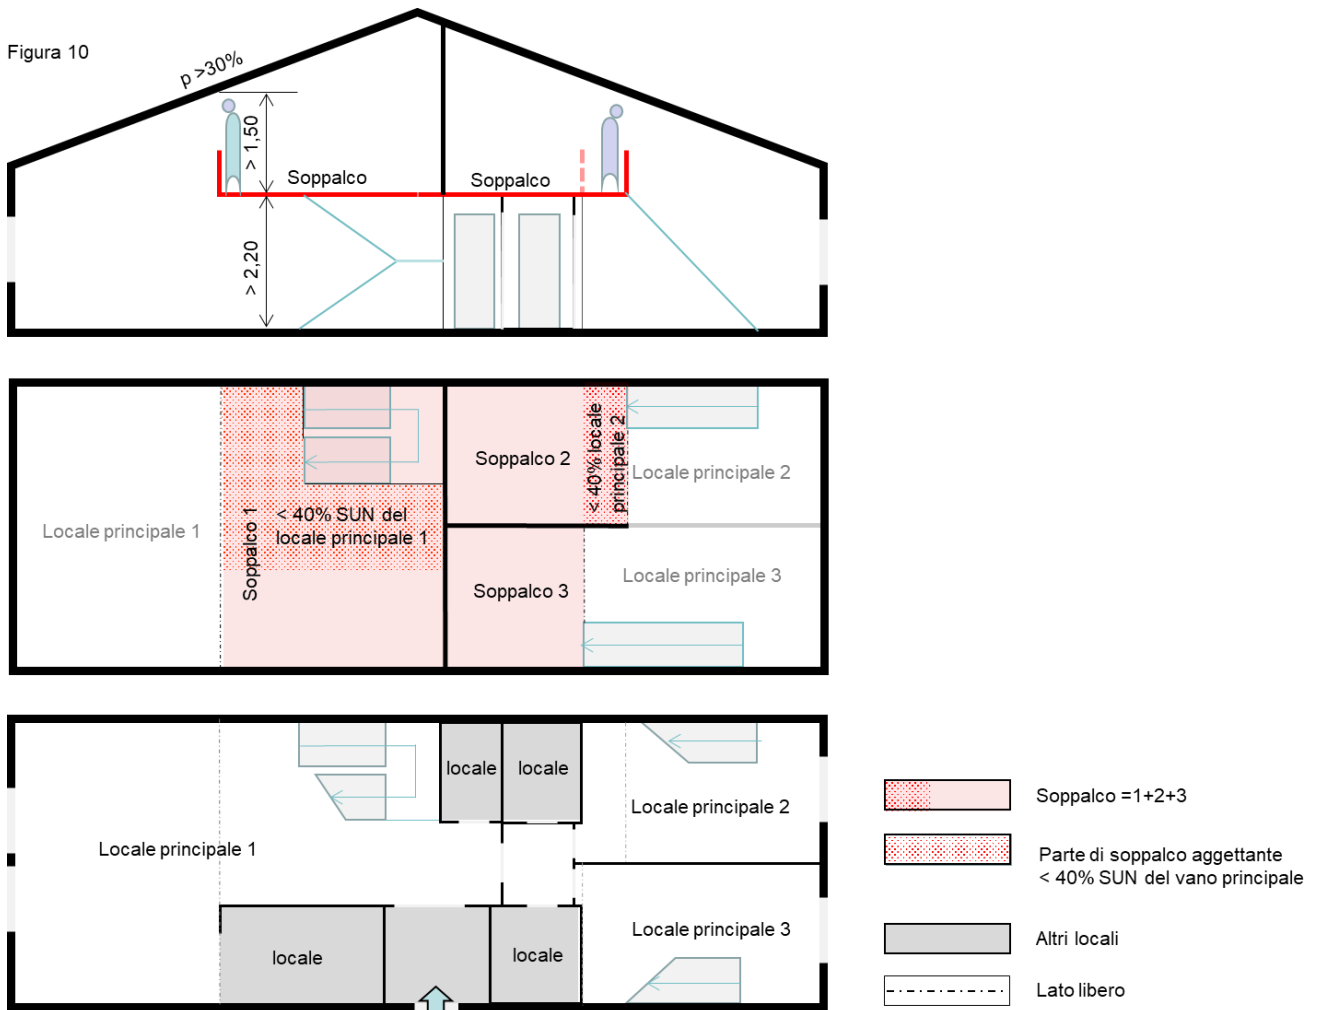 Figura 10
p >30%
> 1,50
Soppalco
Soppalco
> 2,20
Soppalco 1
< 40% SUN del
locale principale 1
Locale principale 1
Soppalco 2
< 40% locale
principale 2
Locale principale 2
Soppalco 3
Locale principale 3
locale
locale
Locale principale 2
Locale principale 1
locale
locale
Locale principale 3
Soppalco =1+2+3
Parte di soppalco aggettante
< 40% SUN del vano principale
Altri locali
Lato libero